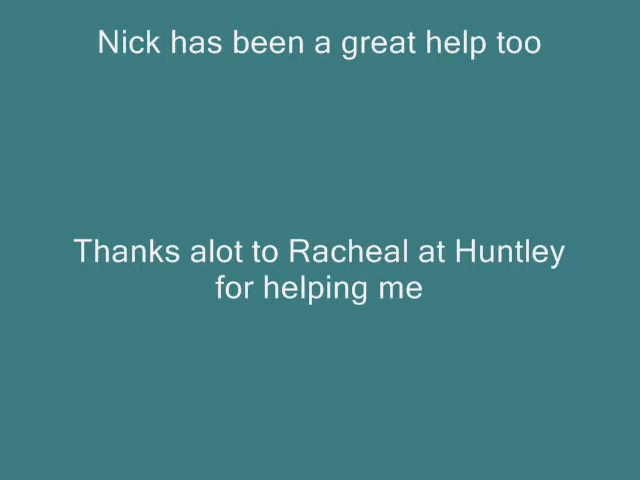 Nick has been a great help too
Thanks alot to Racheal at Huntley
for helping me